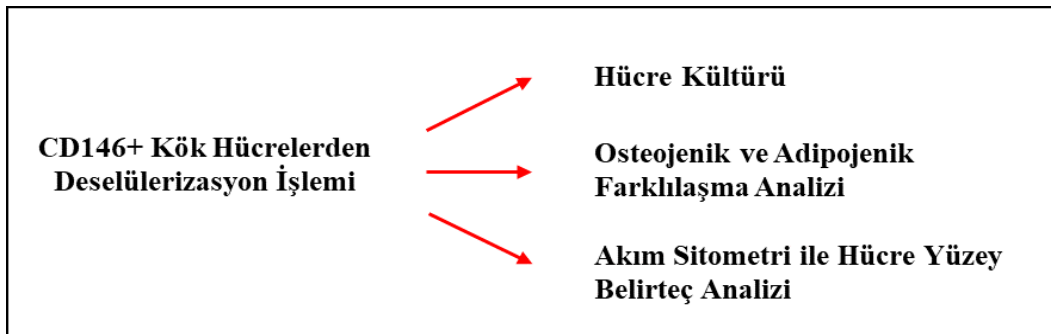 CD146+ Kök Hücrelerden
Deselülerizasyon İşlemi
Hücre Kültürü
Osteojenik ve Adipojenik
Farklılaşma Analizi
Akım Sitometri ile Hücre Yüzey
Belirteç Analizi